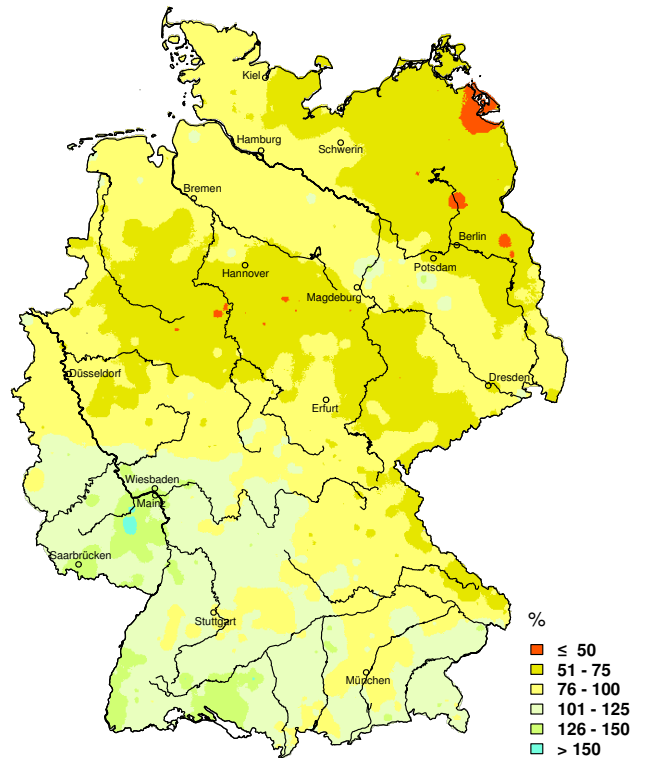 Kiel
Hamburg
Schwerin
Bremen
Berlin
Hannover
Potsdam
Magdeburg
Düsseldorf
Dresden
Erfurt
Wiesbaden
Mainz
Saarbrücken
Stuttgart
München
%
≤ 50
51 - 75
76 - 100
101 - 125
126 - 150
> 150